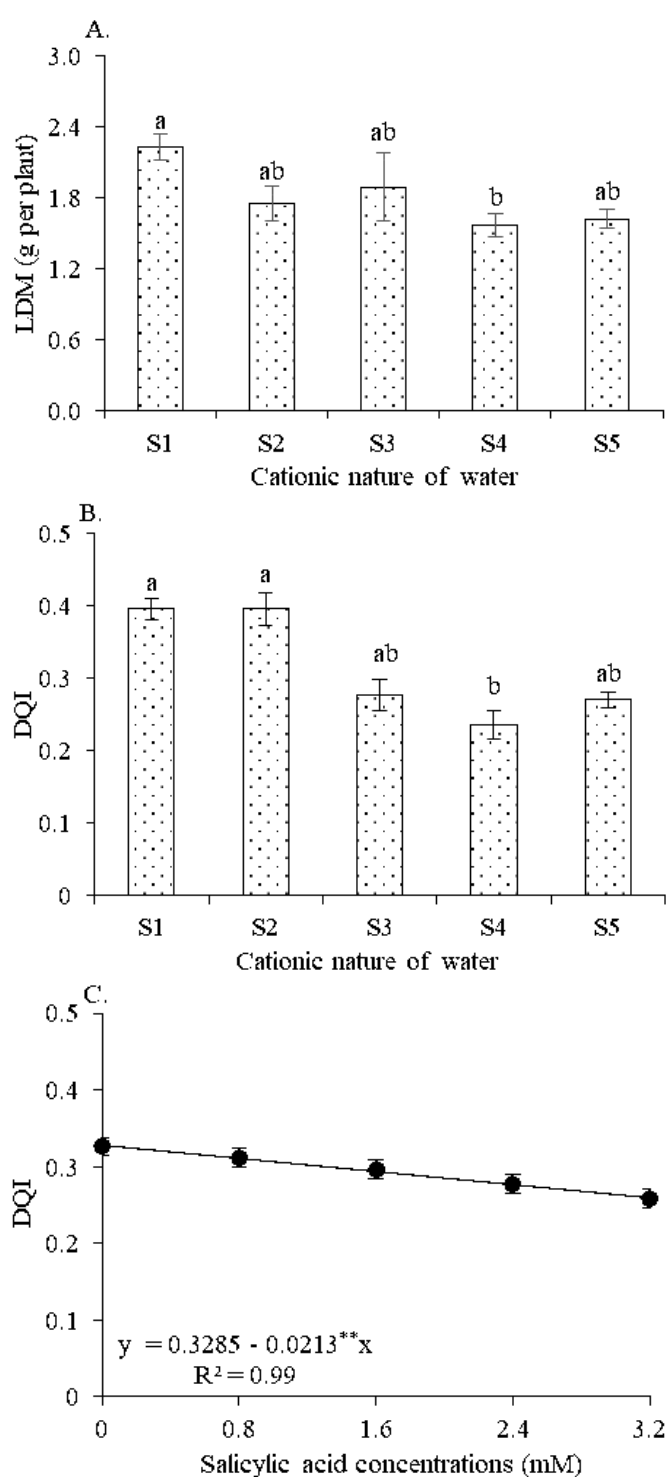 A.
3.0
2.4
1.8
1.2
0.6
0.0
LDM (g per plant)
a
ab
ab
b
ab
S1 S2 S3 S4 S5
Cationic nature of water
B.
0.5
0.4
0.3
0.2
0.1
0
DQI
a
a
ab
b
ab
S1 S2 S3 S4 S5
Cationic nature of water
C.
0.5
0.4
0.3
0.2
0.1
0
DQI
y = 0.3285 - 0.0213**x
R² = 0.99
0 0.8 1.6 2.4 3.2
Salicylic acid concentrations (mM)